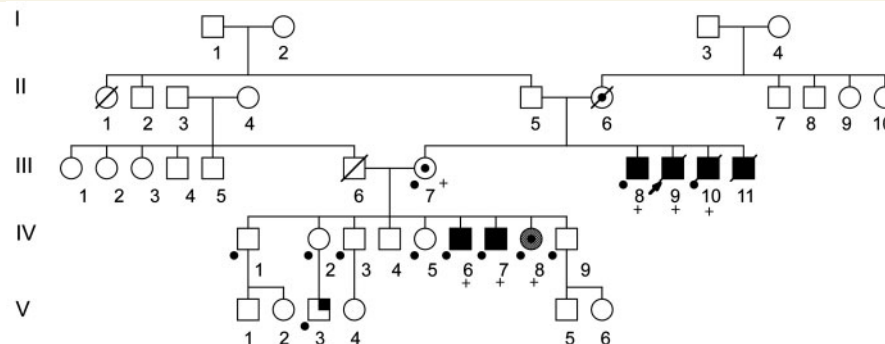 I
1 2 3 4
II
1 2 3 4 5 6 7 8 9 10
III
1 2 3 4 5 6 7 + 8 9 10 11
+ + +
IV
1 2 3 4 5 6 7 8 9
+ + +
V
1 2 3 4 5 6